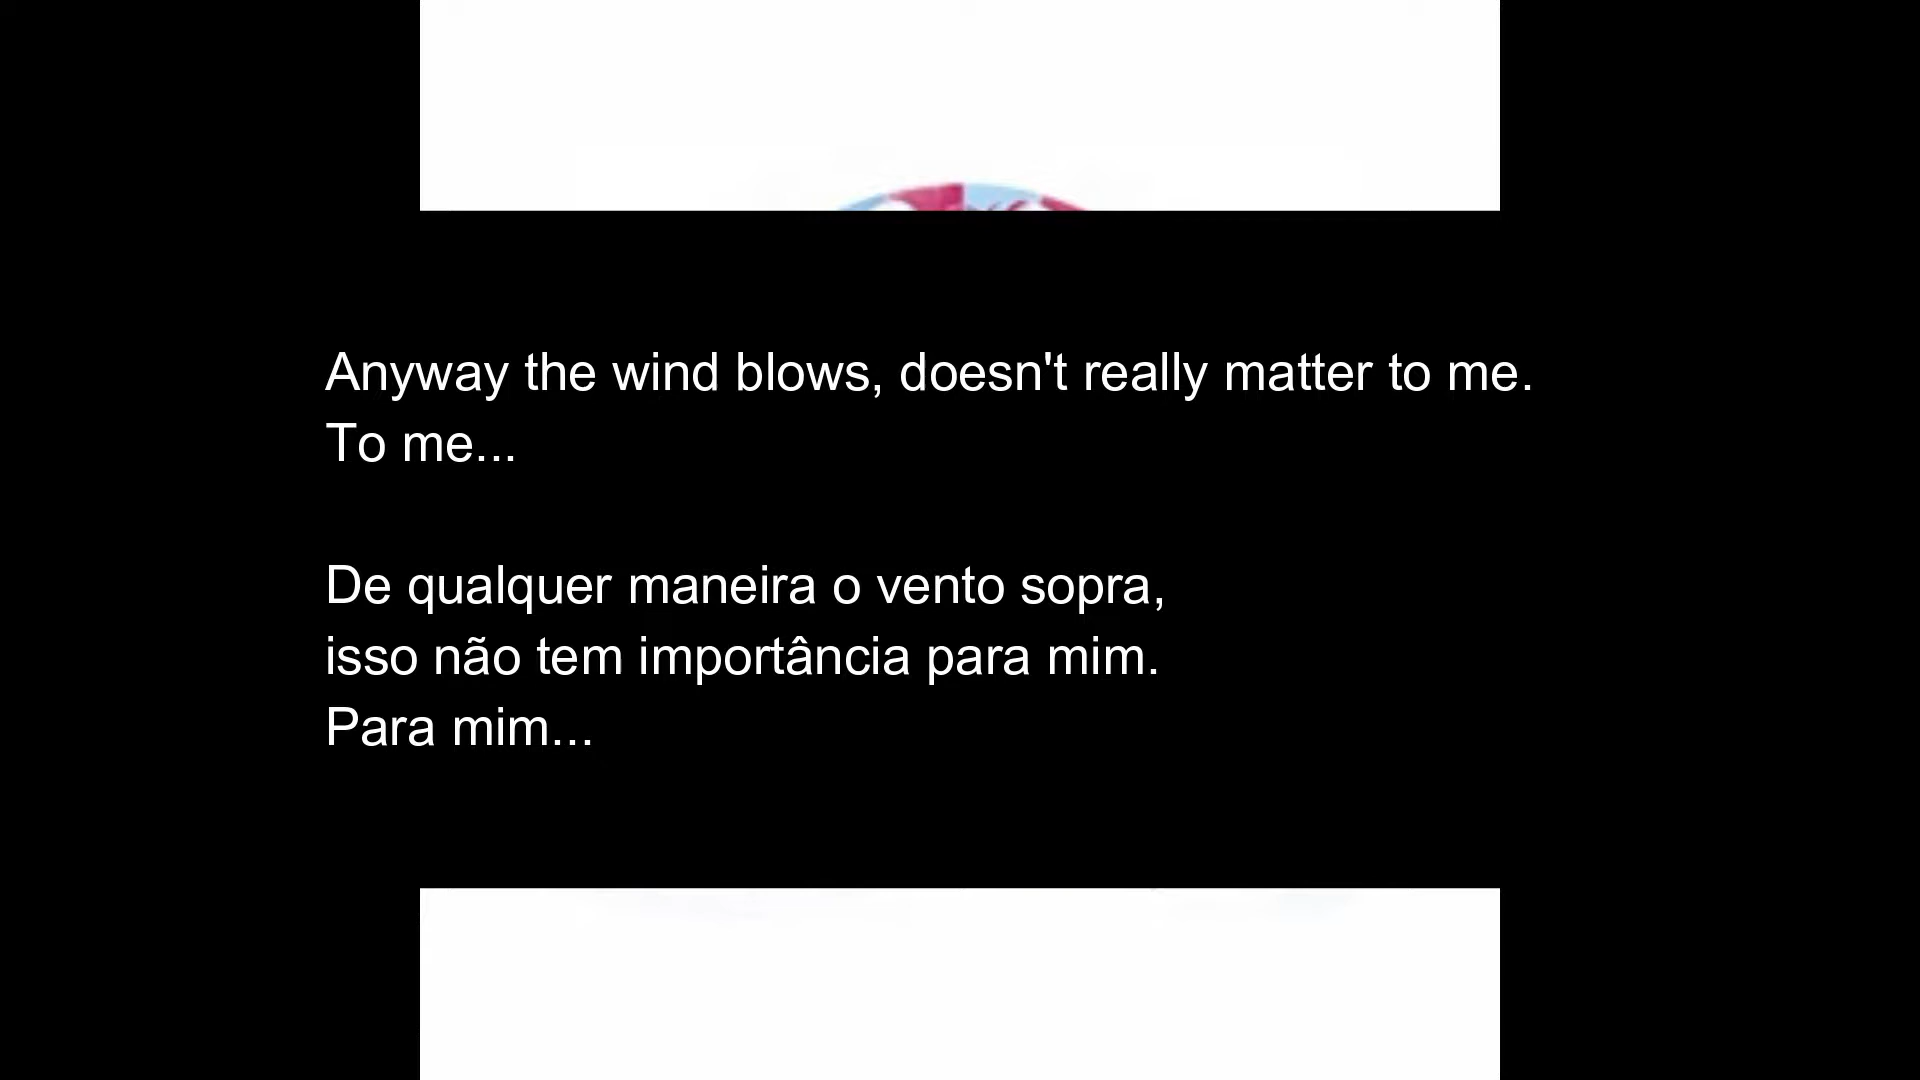 Anyway the wind blows, doesn't really matter to me.
To me...
De qualquer maneira o vento sopra,
isso não tem importância para mim.
Para mim...